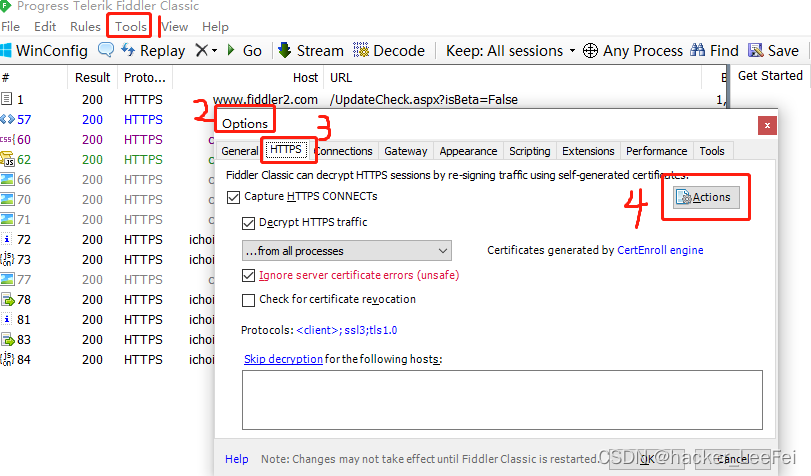 Progress Telerik Fiddler Classic
File Edit Rules Tools View Help
1
WinConfig Replay Go Stream Decode Keep: All sessions Any Process Find Save
# Result Proto... Host URL
Get Started
1 200 HTTPS www.fiddler2.com /UpdateCheck.aspx?isBeta=False 1,
57 200 HTTPS
60 200 HTTPS
62 200 HTTPS
66 200 HTTPS
70 200 HTTPS
71 200 HTTPS
72 200 HTTPS ichoi
73 200 HTTPS ichoi
77 200 HTTPS
78 200 HTTPS ichoi
81 200 HTTPS ichoi
83 200 HTTPS ichoi
84 200 HTTPS ichoi
2
Options
3
General HTTPS Connections Gateway Appearance Scripting Extensions Performance Tools
Fiddler Classic can decrypt HTTPS sessions by re-signing traffic using self-generated certificates.
Capture HTTPS CONNECTs
4
Actions
Decrypt HTTPS traffic
...from all processes
Certificates generated by CertEnroll engine
Ignore server certificate errors (unsafe)
Check for certificate revocation
Protocols: <client>;ssl3;tls1.0
Skip decryption for the following hosts:
Help Note: Changes may not take effect until Fiddler Classic is restarted. OK Cancel
CSDN @hacker_LeeFei